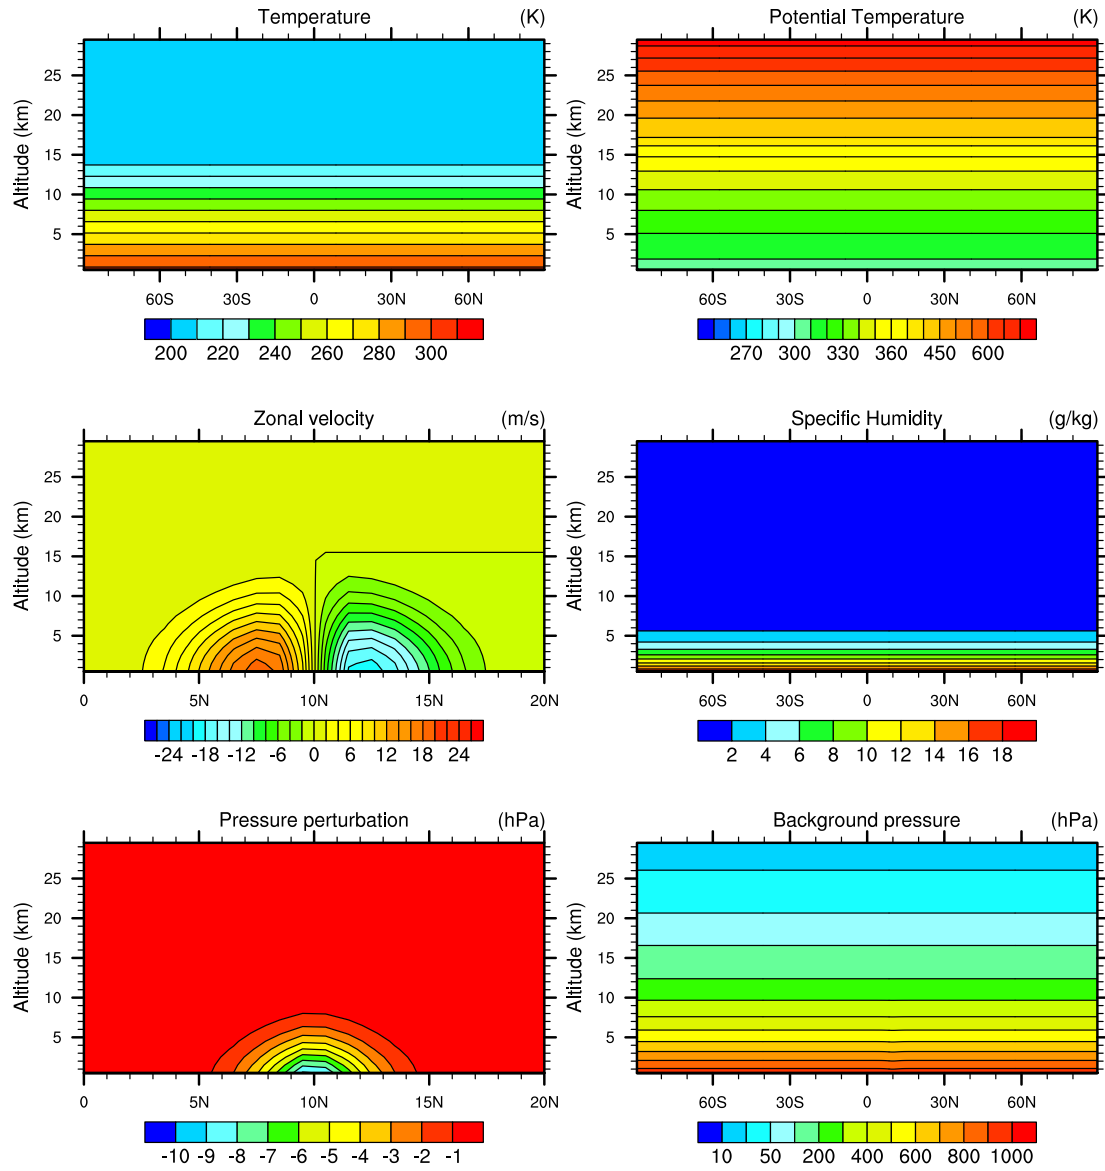 Temperature (K)
Altitude (km)
25
20
15
10
5
60S 30S 0 30N 60N
200 220 240 260 280 300
Potential Temperature (K)
Altitude (km)
25
20
15
10
5
60S 30S 0 30N 60N
270 300 330 360 450 600
Zonal velocity (m/s)
Altitude (km)
25
20
15
10
5
0 5N 10N 15N 20N
-24 -18 -12 -6 0 6 12 18 24
Specific Humidity (g/kg)
Altitude (km)
25
20
15
10
5
60S 30S 0 30N 60N
2 4 6 8 10 12 14 16 18
Pressure perturbation (hPa)
Altitude (km)
25
20
15
10
5
0 5N 10N 15N 20N
-10 -9 -8 -7 -6 -5 -4 -3 -2 -1
Background pressure (hPa)
Altitude (km)
25
20
15
10
5
60S 30S 0 30N 60N
10 50 200 400 600 800 1000